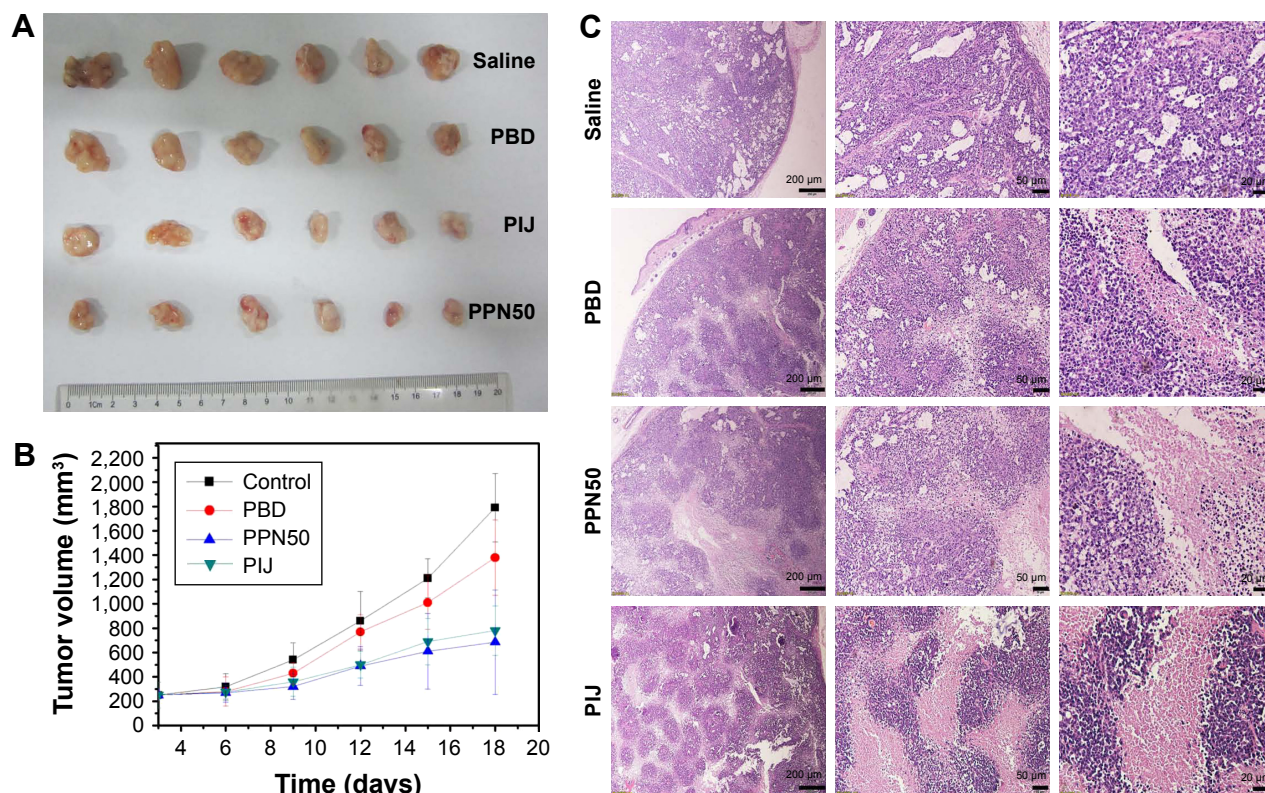 A
Saline
PBD
PIJ
PPN50
0 1Cm 2 3 4 5 6 7 8 9 10 11 12 13 14 15 16 17 18 19 20
B
Tumor volume (mm³)
2,200
2,000
1,800
1,600
1,400
1,200
1,000
800
600
400
200
0
Control
PBD
PPN50
PIJ
4 6 8 10 12 14 16 18 20
Time (days)
C
Saline
200 µm
50 µm
20 µm
PBD
200 µm
50 µm
20 µm
PPN50
200 µm
50 µm
20 µm
PIJ
200 µm
50 µm
20 µm